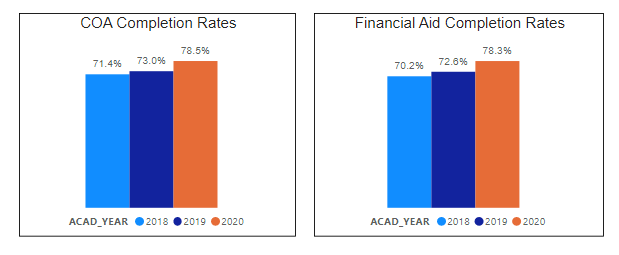 COA Completion Rates
71.4%
73.0%
78.5%
ACAD_YEAR 2018 2019 2020
Financial Aid Completion Rates
70.2%
72.6%
78.3%
ACAD_YEAR 2018 2019 2020